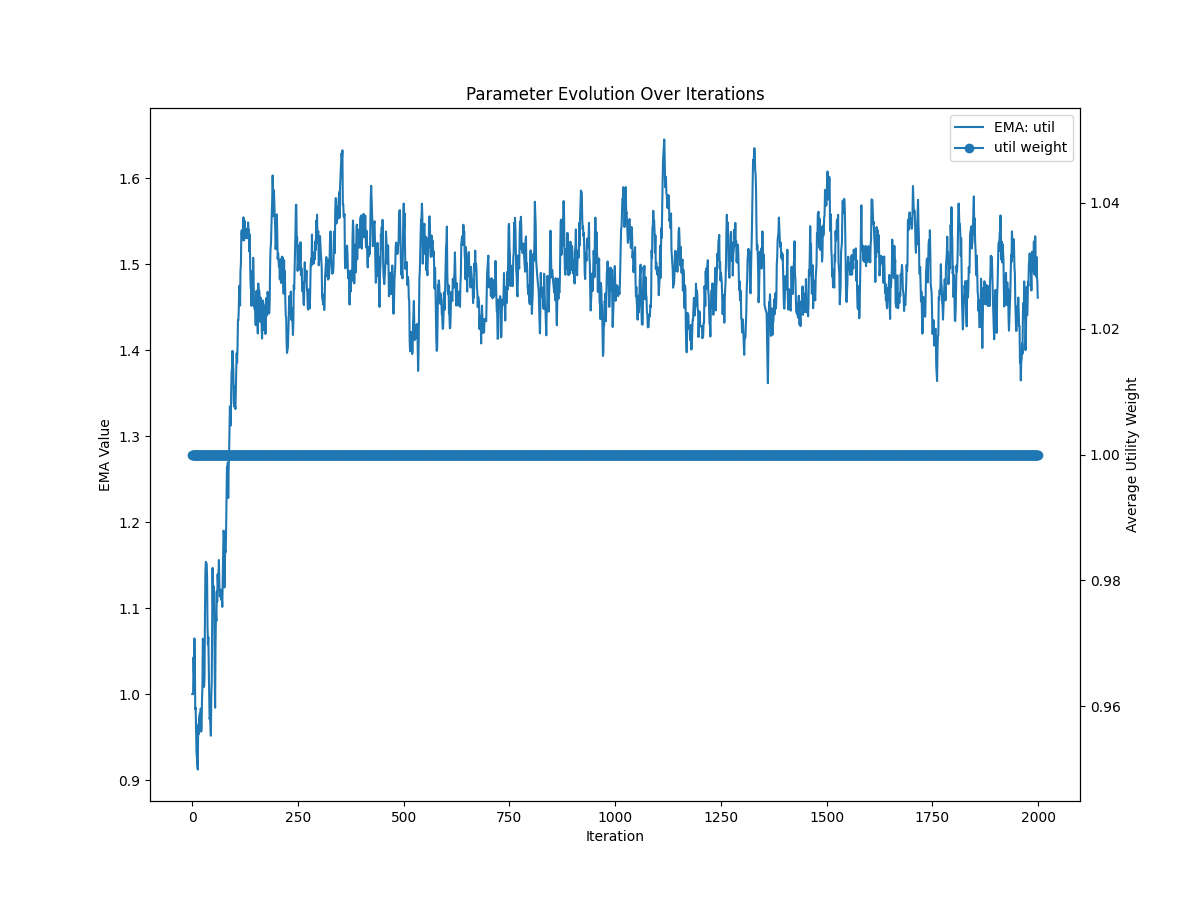 Parameter Evolution Over Iterations
EMA: util
util weight
1.6
1.5
1.4
1.3
1.2
1.1
1.0
0.9
EMA Value
1.04
1.02
1.00
0.98
0.96
Average Utility Weight
0 250 500 750 1000 1250 1500 1750 2000
Iteration